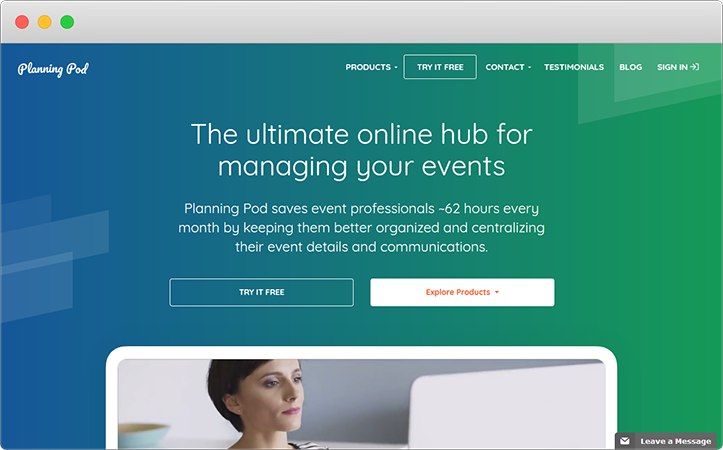 Planning Pod
PRODUCTS
TRY IT FREE
CONTACT
TESTIMONIALS
BLOG
SIGN IN
The ultimate online hub for
managing your events
Planning Pod saves event professionals ~62 hours every
month by keeping them better organized and centralizing
their event details and communications.
TRY IT FREE
Explore Products
Leave a Message